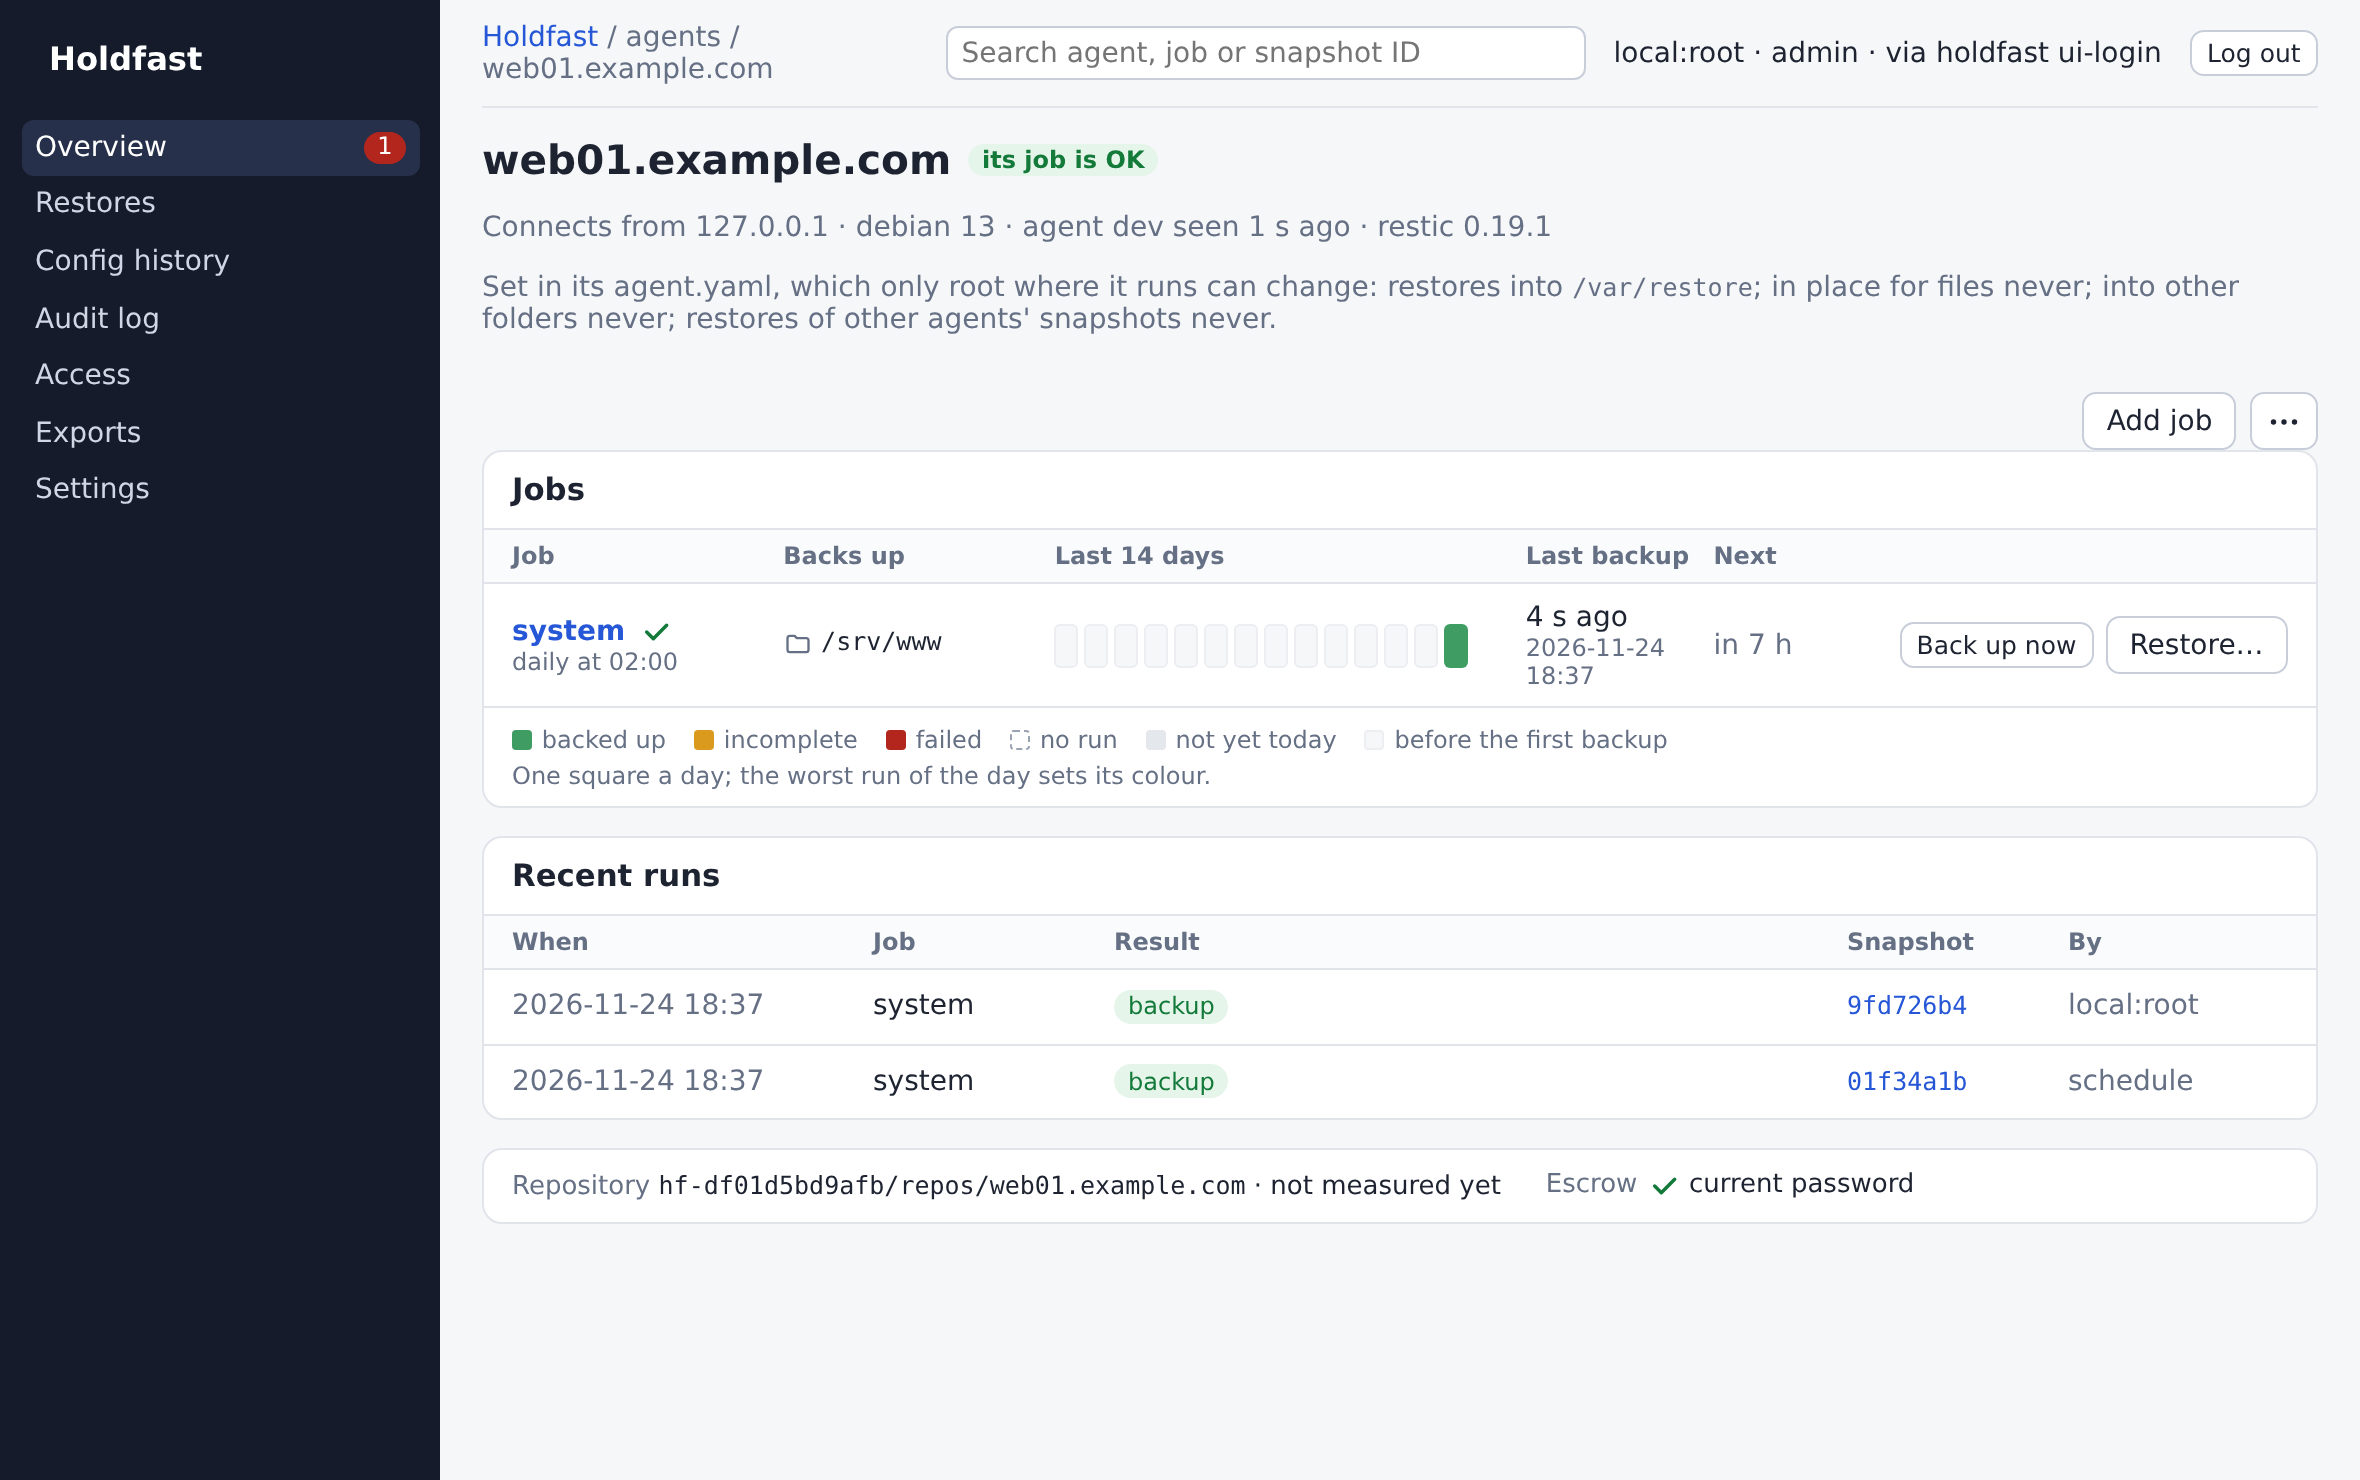 Holdfast
Overview 1
Restores
Config history
Audit log
Access
Exports
Settings
Holdfast / agents /
web01.example.com
Search agent, job or snapshot ID
local:root · admin · via holdfast ui-login
Log out
web01.example.com its job is OK
Connects from 127.0.0.1 · debian 13 · agent dev seen 1 s ago · restic 0.19.1
Set in its agent.yaml, which only root where it runs can change: restores into /var/restore; in place for files never; into other
folders never; restores of other agents' snapshots never.
Add job ···
Jobs
Job Backs up Last 14 days Last backup Next
system
daily at 02:00
/srv/www
4 s ago
2026-11-24
18:37
in 7 h
Back up now
Restore...
backed up incomplete failed no run not yet today before the first backup
One square a day; the worst run of the day sets its colour.
Recent runs
When Job Result Snapshot By
2026-11-24 18:37 system backup 9fd726b4 local:root
2026-11-24 18:37 system backup 01f34a1b schedule
Repository hf-df01d5bd9afb/repos/web01.example.com · not measured yet Escrow ✓ current password